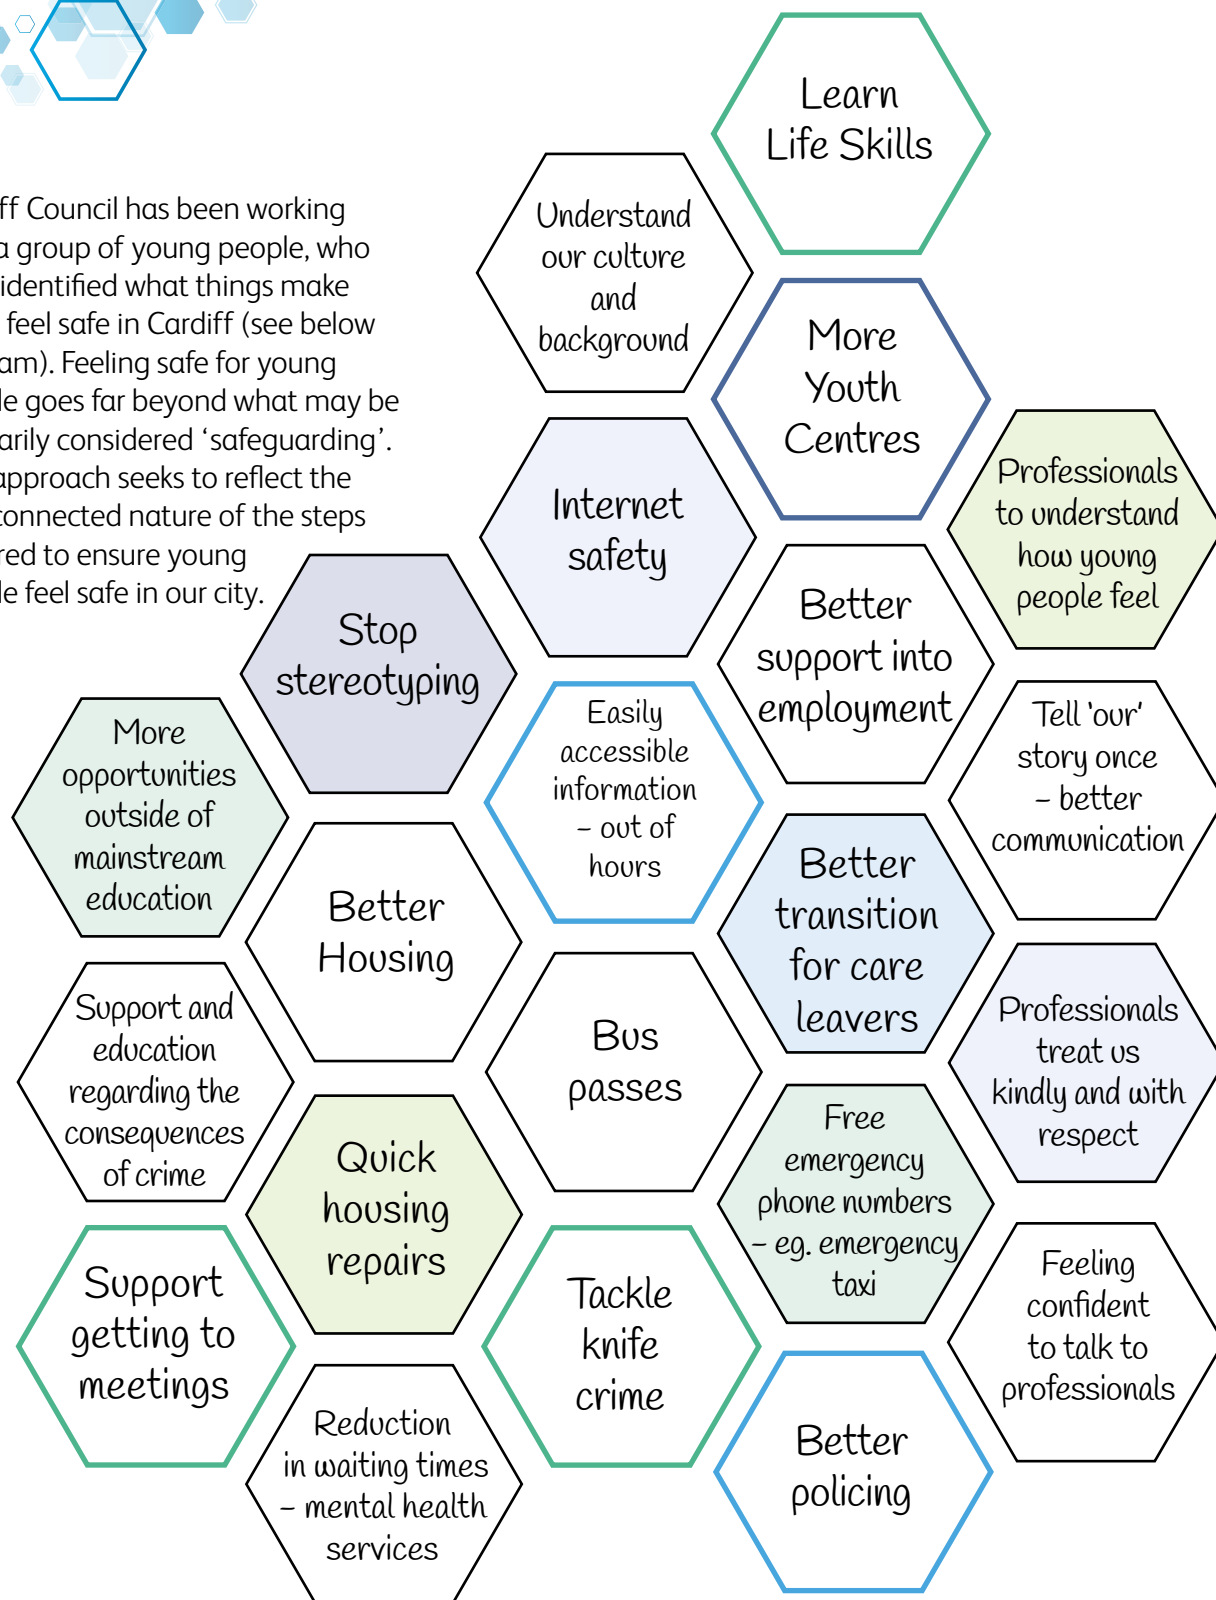 ff Council has been working
a group of young people, who
identified what things make
feel safe in Cardiff (see below
am). Feeling safe for young
le goes far beyond what may be
arily considered ‘safeguarding’.
approach seeks to reflect the
connected nature of the steps
red to ensure young
le feel safe in our city.
Learn
Life Skills
Understand
our culture
and
background
More
Youth
Centres
Internet
safety
Professionals
to understand
how young
people feel
Stop
stereotyping
Better
support into
employment
More
opportunities
outside of
mainstream
education
Easily
accessible
information
– out of
hours
Tell ‘our’
story once
– better
communication
Better
Housing
Better
transition
for care
leavers
Support and
education
regarding the
consequences
of crime
Bus
passes
Professionals
treat us
kindly and with
respect
Quick
housing
repairs
Free
emergency
phone numbers
– eg. emergency
taxi
Support
getting to
meetings
Tackle
knife
crime
Feeling
confident
to talk to
professionals
Reduction
in waiting times
– mental health
services
Better
policing